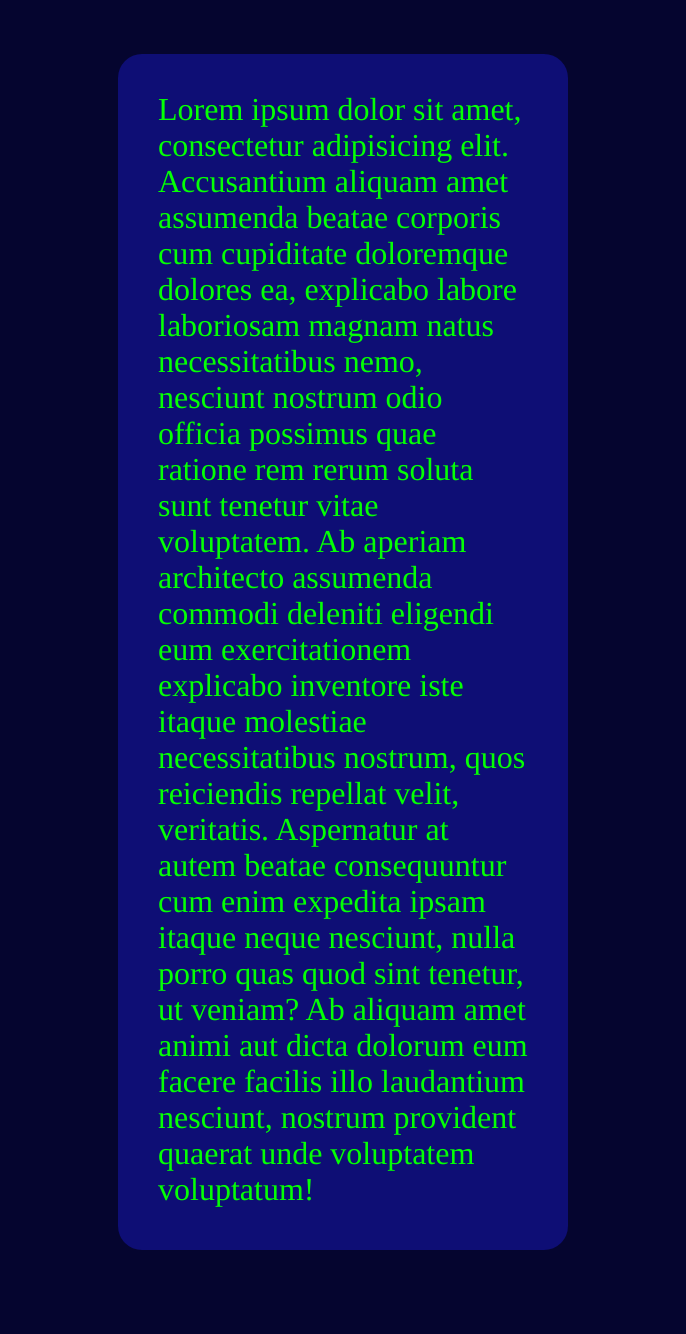 Lorem ipsum dolor sit amet,
consectetur adipisicing elit.
Accusantium aliquam amet
assumenda beatae corporis
cum cupiditate doloremque
dolores ea, explicabo labore
laboriosam magnam natus
necessitatibus nemo,
nesciunt nostrum odio
officia possimus quae
ratione rem rerum soluta
sunt tenetur vitae
voluptatem. Ab aperiam
architecto assumenda
commodi deleniti eligendi
eum exercitationem
explicabo inventore iste
itaque molestiae
necessitatibus nostrum, quos
reiciendis repellat velit,
veritatis. Aspernatur at
autem beatae consequuntur
cum enim expedita ipsam
itaque neque nesciunt, nulla
porro quas quod sint tenetur,
ut veniam? Ab aliquam amet
animi aut dicta dolorum eum
facere facilis illo laudantium
nesciunt, nostrum provident
quaerat unde voluptatem
voluptatum!